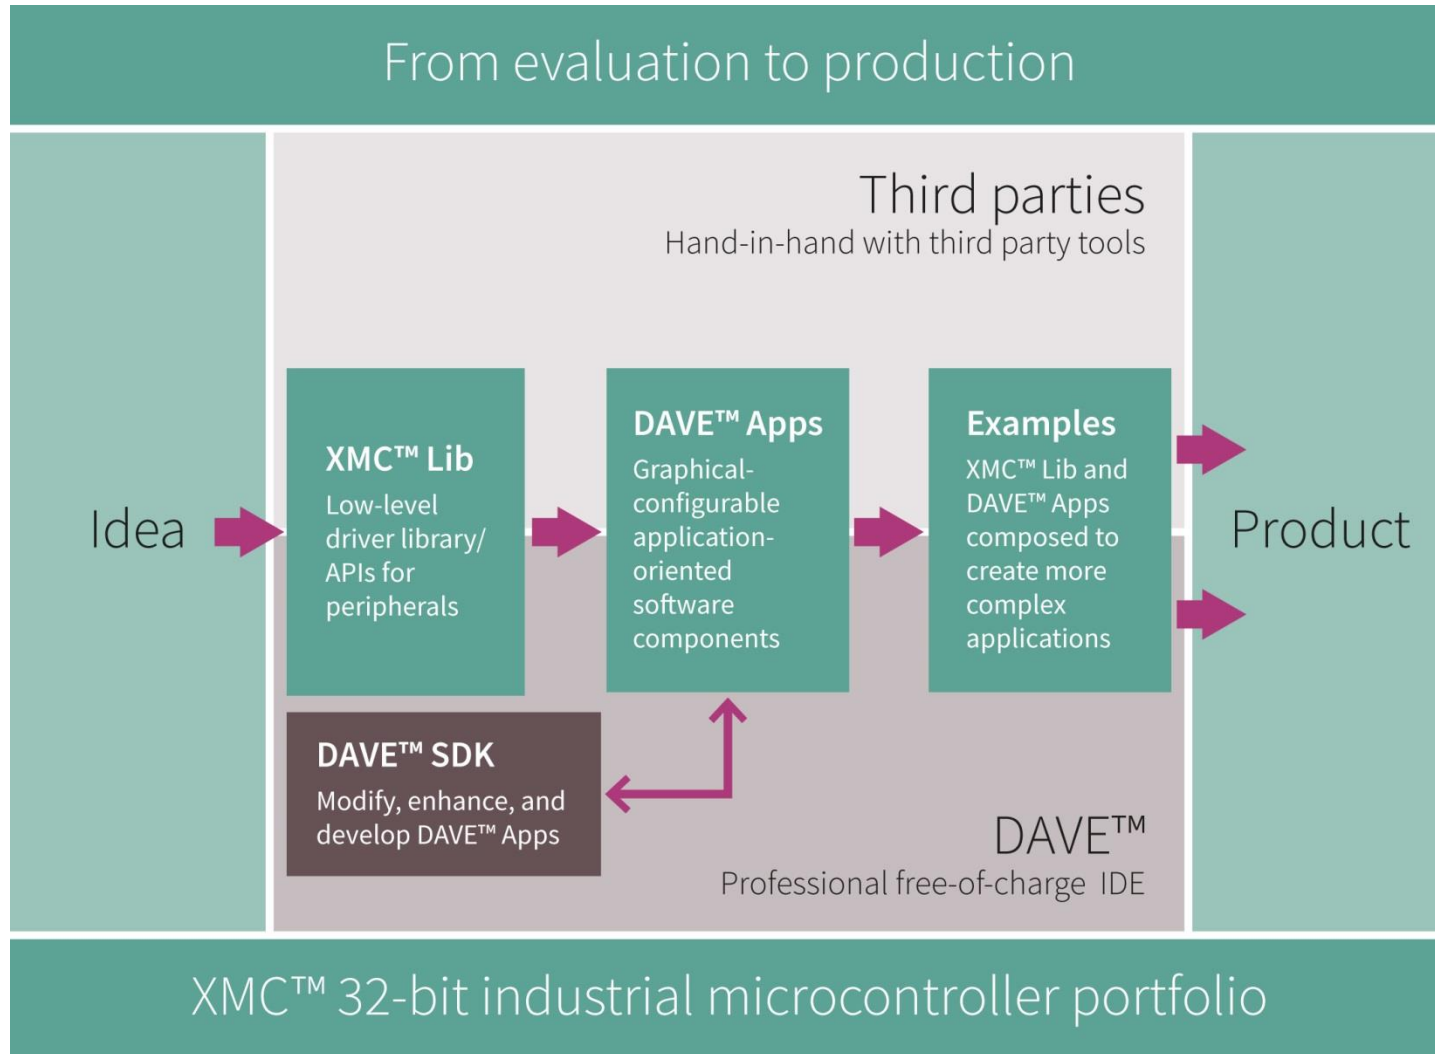 From evaluation to production
Third parties
Hand-in-hand with third party tools
Idea
XMC™ Lib
Low-level
driver library/
APIs for
peripherals
DAVE™ Apps
Graphical-
configurable
application-
oriented
software
components
Examples
XMC™ Lib and
DAVE™ Apps
composed to
create more
complex
applications
Product
DAVE™ SDK
Modify, enhance, and
develop DAVE™ Apps
DAVE™
Professional free-of-charge IDE
XMC™ 32-bit industrial microcontroller portfolio